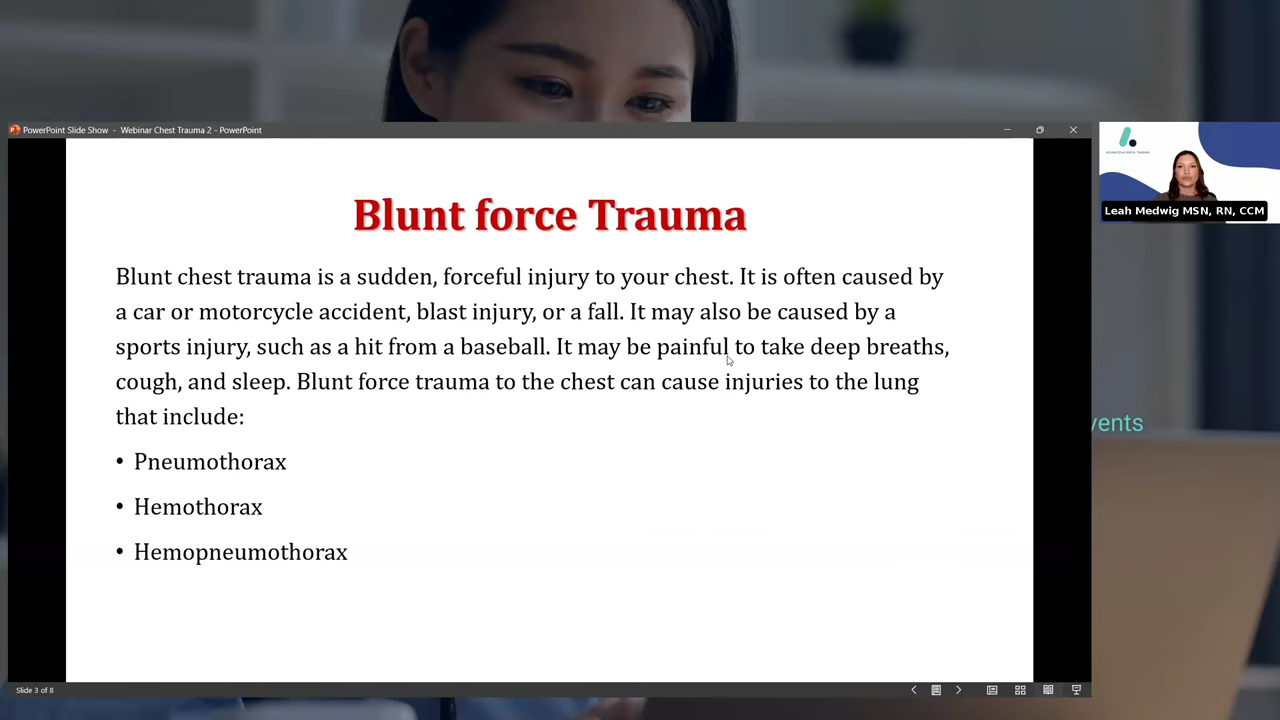 PowerPoint Slide Show - Webinar Chest Trauma 2 - PowerPoint
Blunt force Trauma
Blunt chest trauma is a sudden, forceful injury to your chest. It is often caused by
a car or motorcycle accident, blast injury, or a fall. It may also be caused by a
sports injury, such as a hit from a baseball. It may be painful to take deep breaths,
cough, and sleep. Blunt force trauma to the chest can cause injuries to the lung
that include:
• Pneumothorax
• Hemothorax
• Hemopneumothorax
Leah Medwig MSN, RN, CCM
vents
Slide 3 of 8